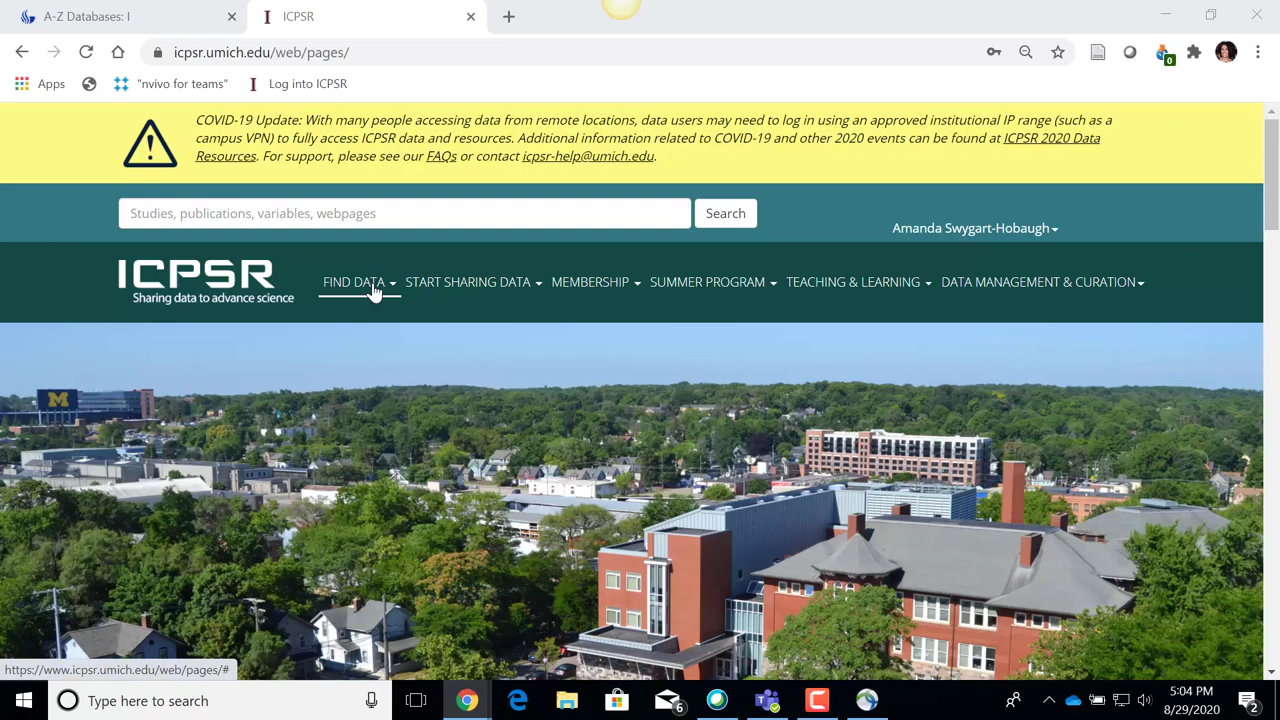 A-Z Databases: I
ICPSR
icpsr.umich.edu/web/pages/
0
Apps
"nvivo for teams"
Log into ICPSR
COVID-19 Update: With many people accessing data from remote locations, data users may need to log in using an approved institutional IP range (such as a
campus VPN) to fully access ICPSR data and resources. Additional information related to COVID-19 and other 2020 events can be found at ICPSR 2020 Data
Resources. For support, please see our FAQs or contact icpsr-help@umich.edu.
Studies, publications, variables, webpages
Search
Amanda Swygart-Hobaugh
ICPSR
Sharing data to advance science
FIND DATA
START SHARING DATA
MEMBERSHIP
SUMMER PROGRAM
TEACHING & LEARNING
DATA MANAGEMENT & CURATION
M
https://www.icpsr.umich.edu/web/pages/#
Type here to search
6
5:04 PM
8/29/2020
2